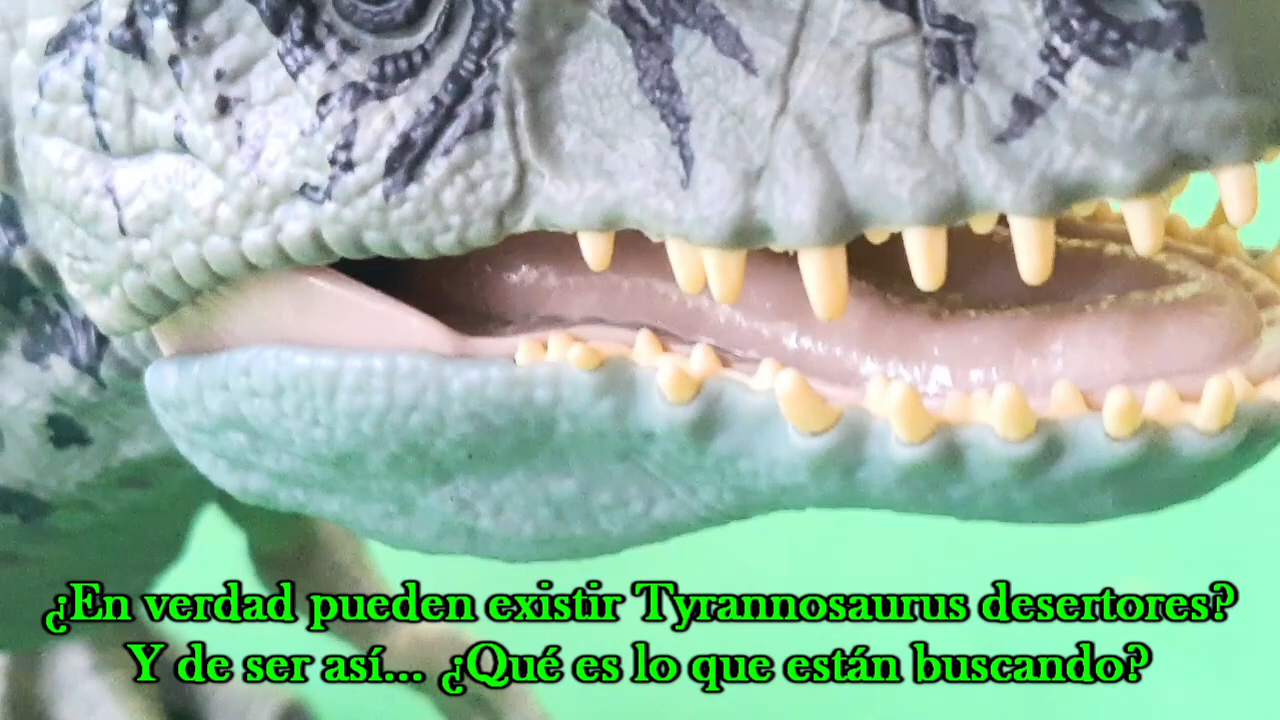 ¿En verdad pueden existir Tyrannosaurus desertores?
Y de ser así... ¿Qué es lo que están buscando?